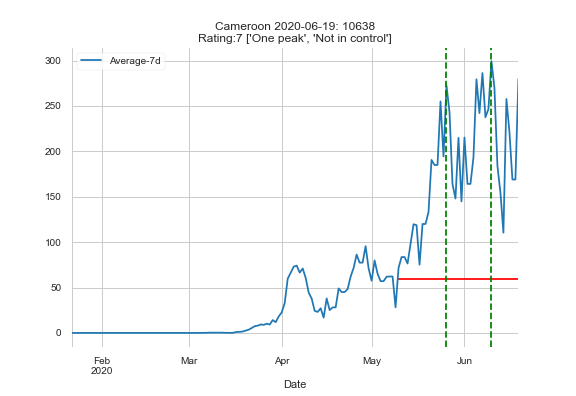 Cameroon 2020-06-19: 10638
Rating:7 ['One peak', 'Not in control']
Average-7d
300
250
200
150
100
50
0
Feb
2020
Mar
Apr
May
Jun
Date